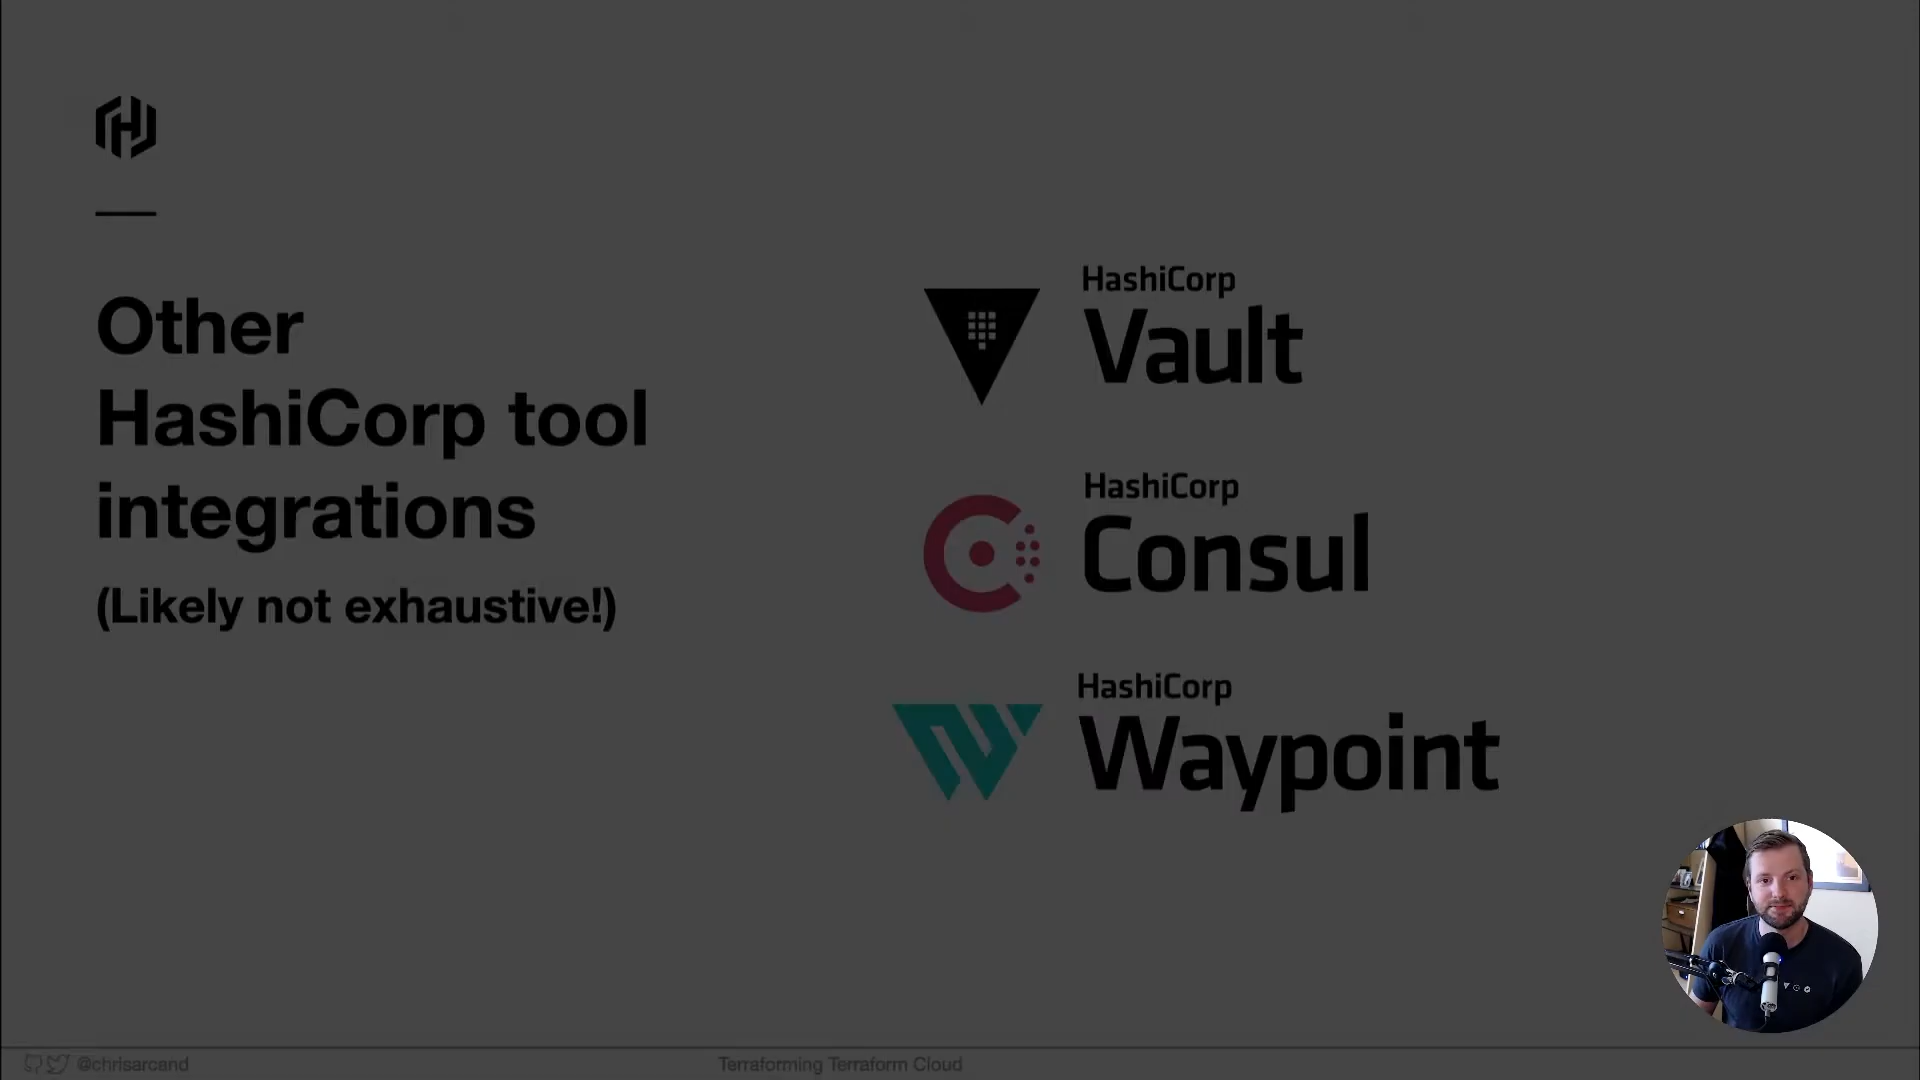 Other
HashiCorp tool
integrations
(Likely not exhaustive!)
HashiCorp
Vault
HashiCorp
Consul
HashiCorp
Waypoint
@chrisarcand
Terraforming Terraform Cloud